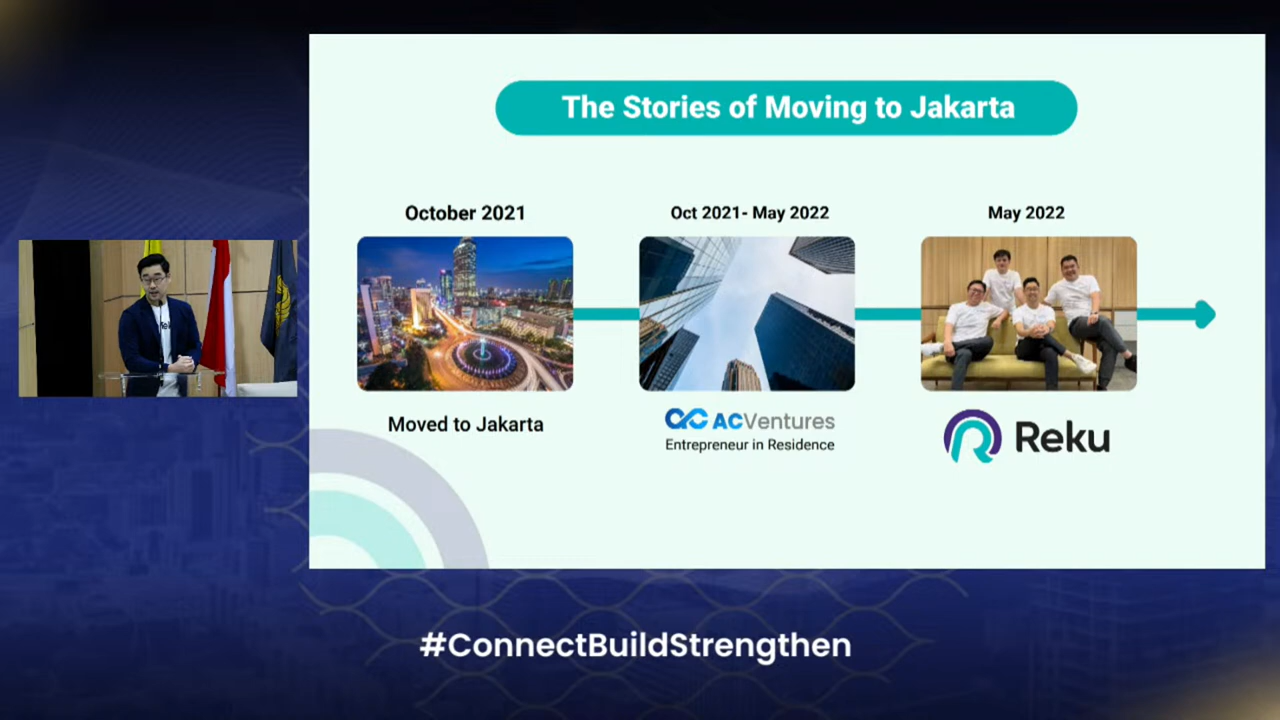 The Stories of Moving to Jakarta
October 2021
Oct 2021- May 2022
May 2022
Moved to Jakarta
ACVentures
Entrepreneur in Residence
Reku
#ConnectBuildStrengthen